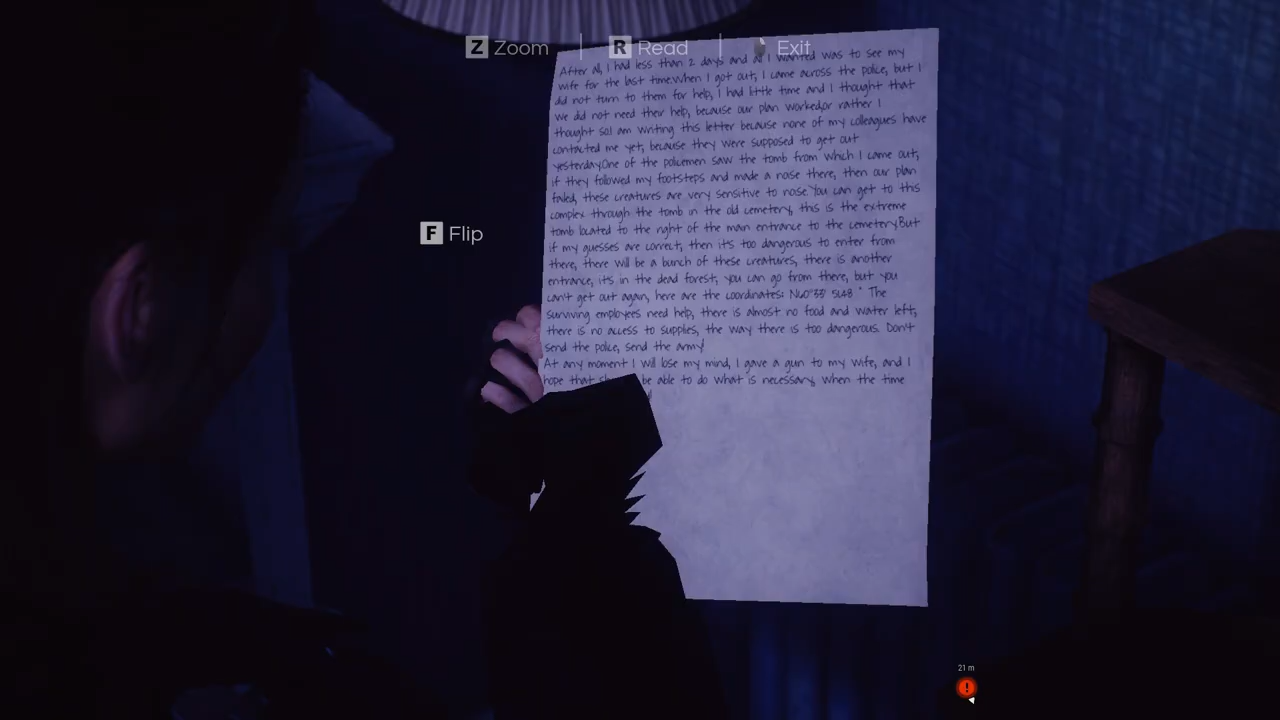 Z Zoom
R Read
Exit
After all, I had less than 2 days and all I wanted was to see my
wife for the last time.When I got out, I came across the police, but I
did not turn to them for help, I had little time and I thought that
we did not need their help, because our plan worked,or rather I
thought so.I am writing this letter because none of my colleagues have
contacted me yet, because they were supposed to get out
yesterday.One of the policemen saw the tomb from which I came out,
if they followed my footsteps and made a noise there, then our plan
failed, these creatures are very sensitive to noise.You can get to this
complex through the tomb in the old cemetery, this is the extreme
tomb located to the right of the main entrance to the cemetery.But
if my guesses are correct, then it's too dangerous to enter from
there, there will be a bunch of these creatures, there is another
entrance, it's in the dead forest, you can go from there, but you
can't get out again, here are the coordinates: N60°35' 51.48 " The
surviving employees need help, there is almost no food and water left,
there is no access to supplies, the way there is too dangerous. Don't
send the police, send the army!
At any moment I will lose my mind, I gave a gun to my wife, and I
hope that be able to do what is necessary, when the time
F Flip
21 m
!